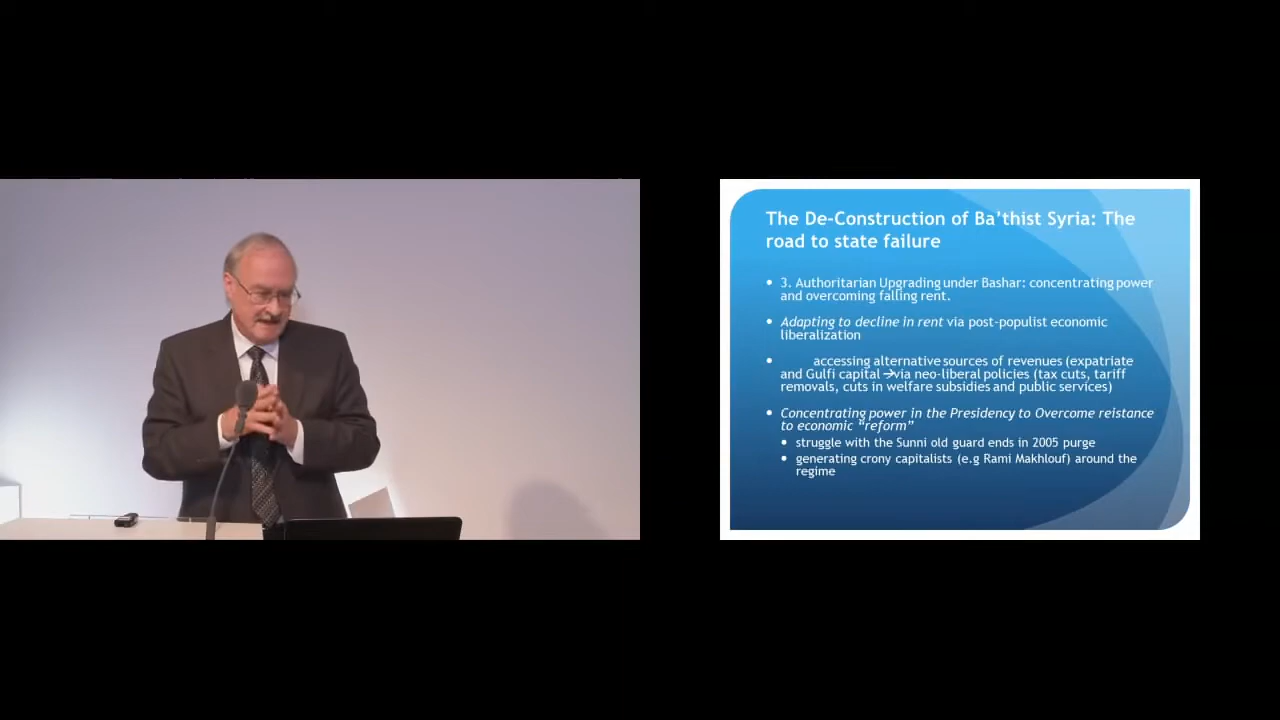 The De-Construction of Ba’thist Syria: The
road to state failure
• 3. Authoritarian Upgrading under Bashar: concentrating power
and overcoming falling rent.
• Adapting to decline in rent via post-populist economic
liberalization
• accessing alternative sources of revenues (expatriate
and Gulfi capital →via neo-liberal policies (tax cuts, tariff
removals, cuts in welfare subsidies and public services)
• Concentrating power in the Presidency to Overcome reistance
to economic “reform”
• struggle with the Sunni old guard ends in 2005 purge
• generating crony capitalists (e.g Rami Makhlouf) around the
regime